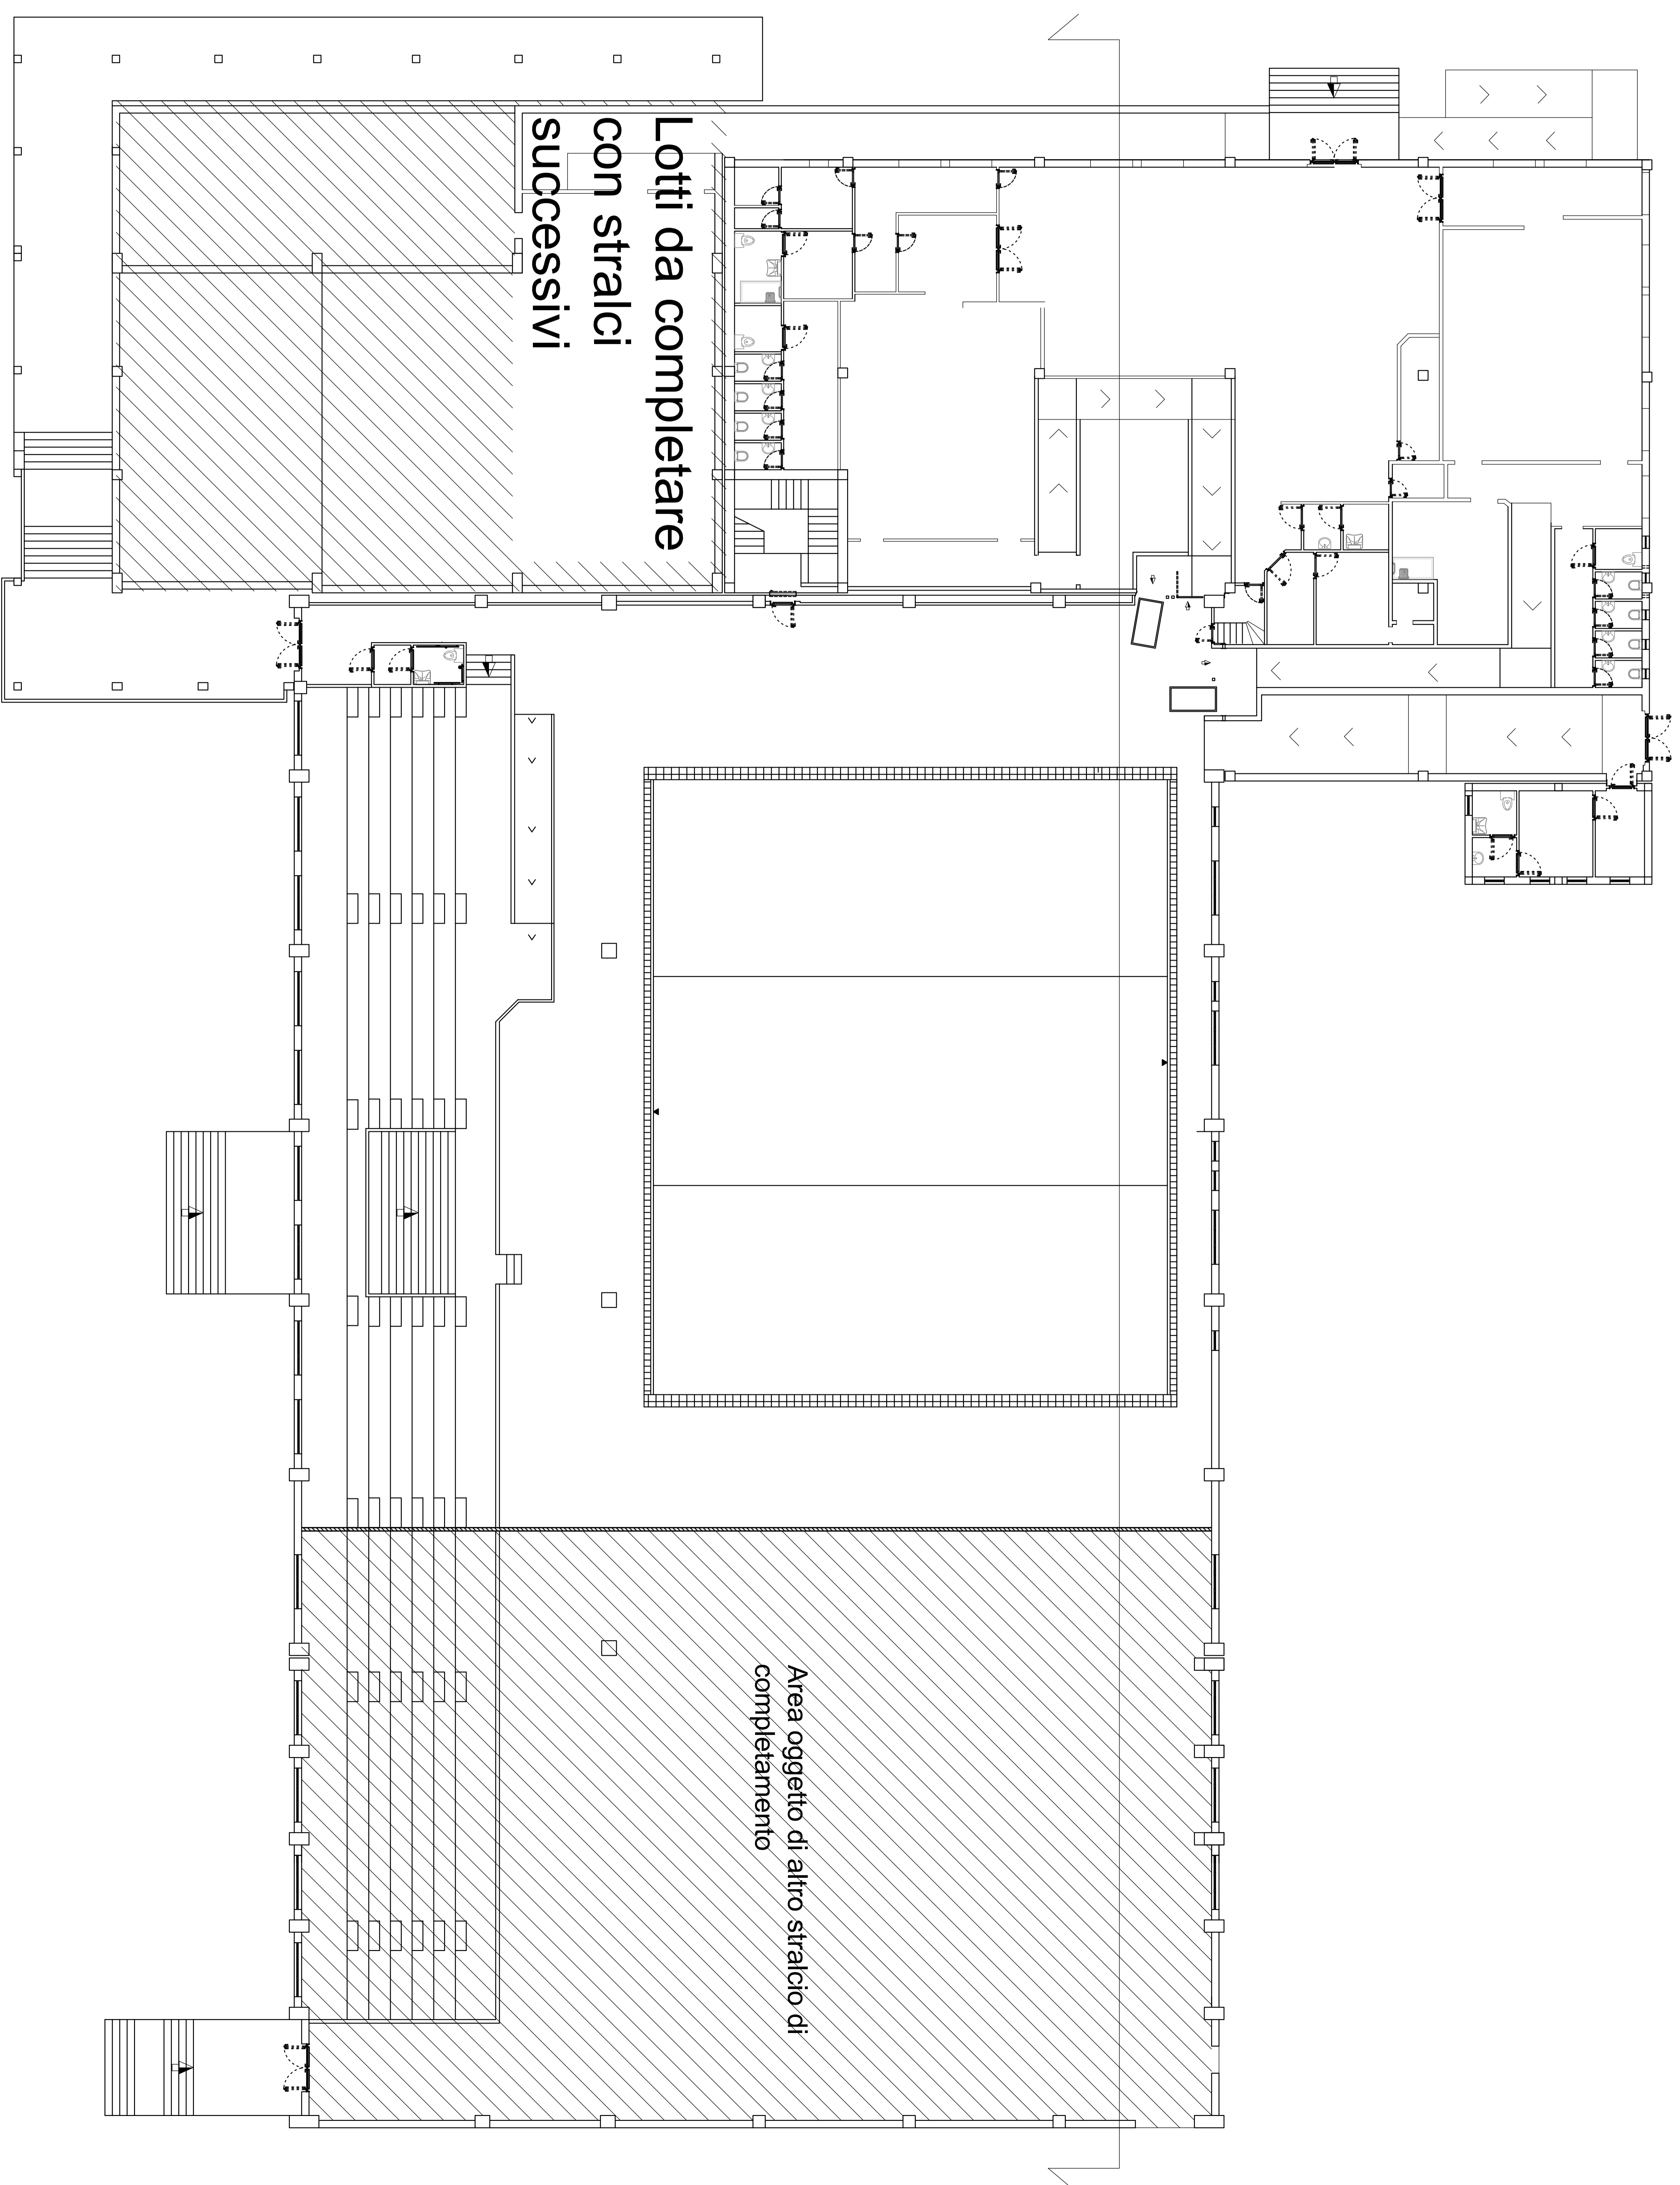 Lotti da completare
con stralci
successivi
Area oggetto di altro stralcio di
completamento